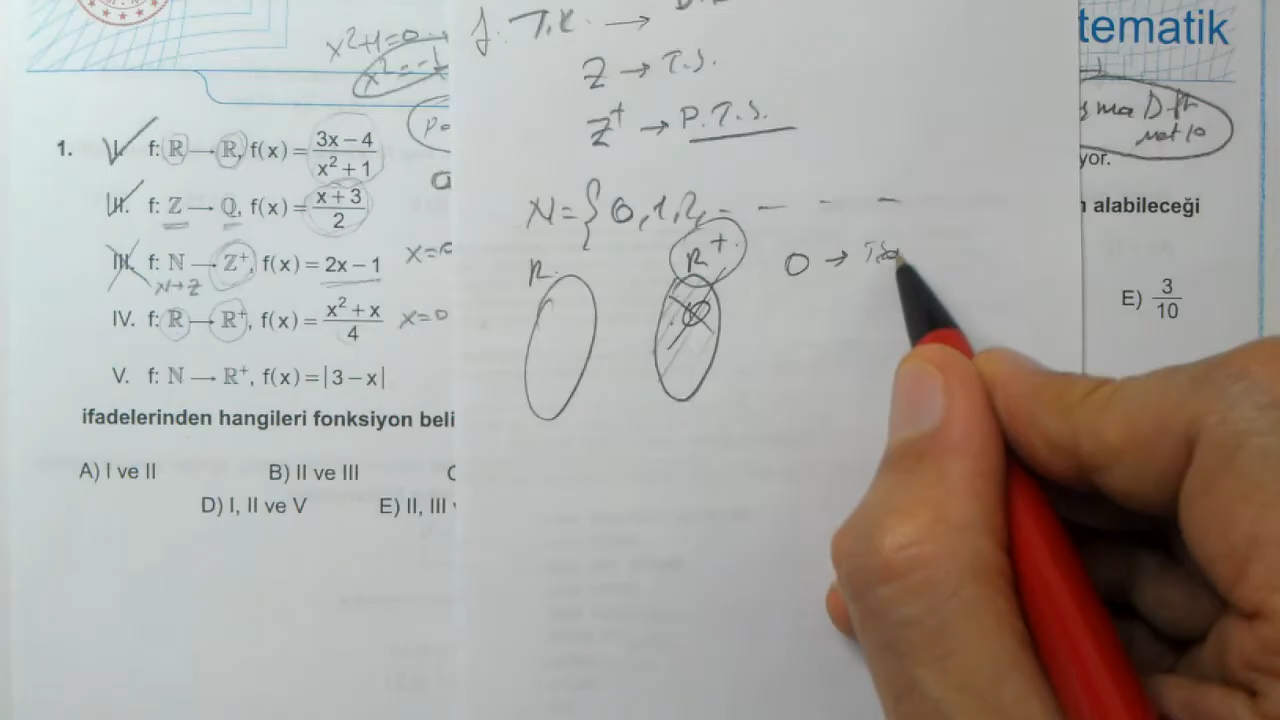 tematik
x²+1=0
x²=-1
f. T.K. →
Z → T.S.
Z⁺ → P.T.S.
N={0,1,2, - - - -
R R⁺
0 →
1.
I. f: ℝ → ℝ, f(x) = (3x − 4)/(x² + 1)
II. f: ℤ → ℚ, f(x) = (x + 3)/2
III. f: ℕ → ℤ⁺, f(x) = 2x − 1
N→Z
IV. f: ℝ → ℝ⁺, f(x) = (x² + x)/4 x=0
V. f: ℕ → ℝ⁺, f(x) = |3 − x|
ifadelerinden hangileri fonksiyon beli
A) I ve II B) II ve III
D) I, II ve V E) II, III
yor.
alabileceği
E) 3/10